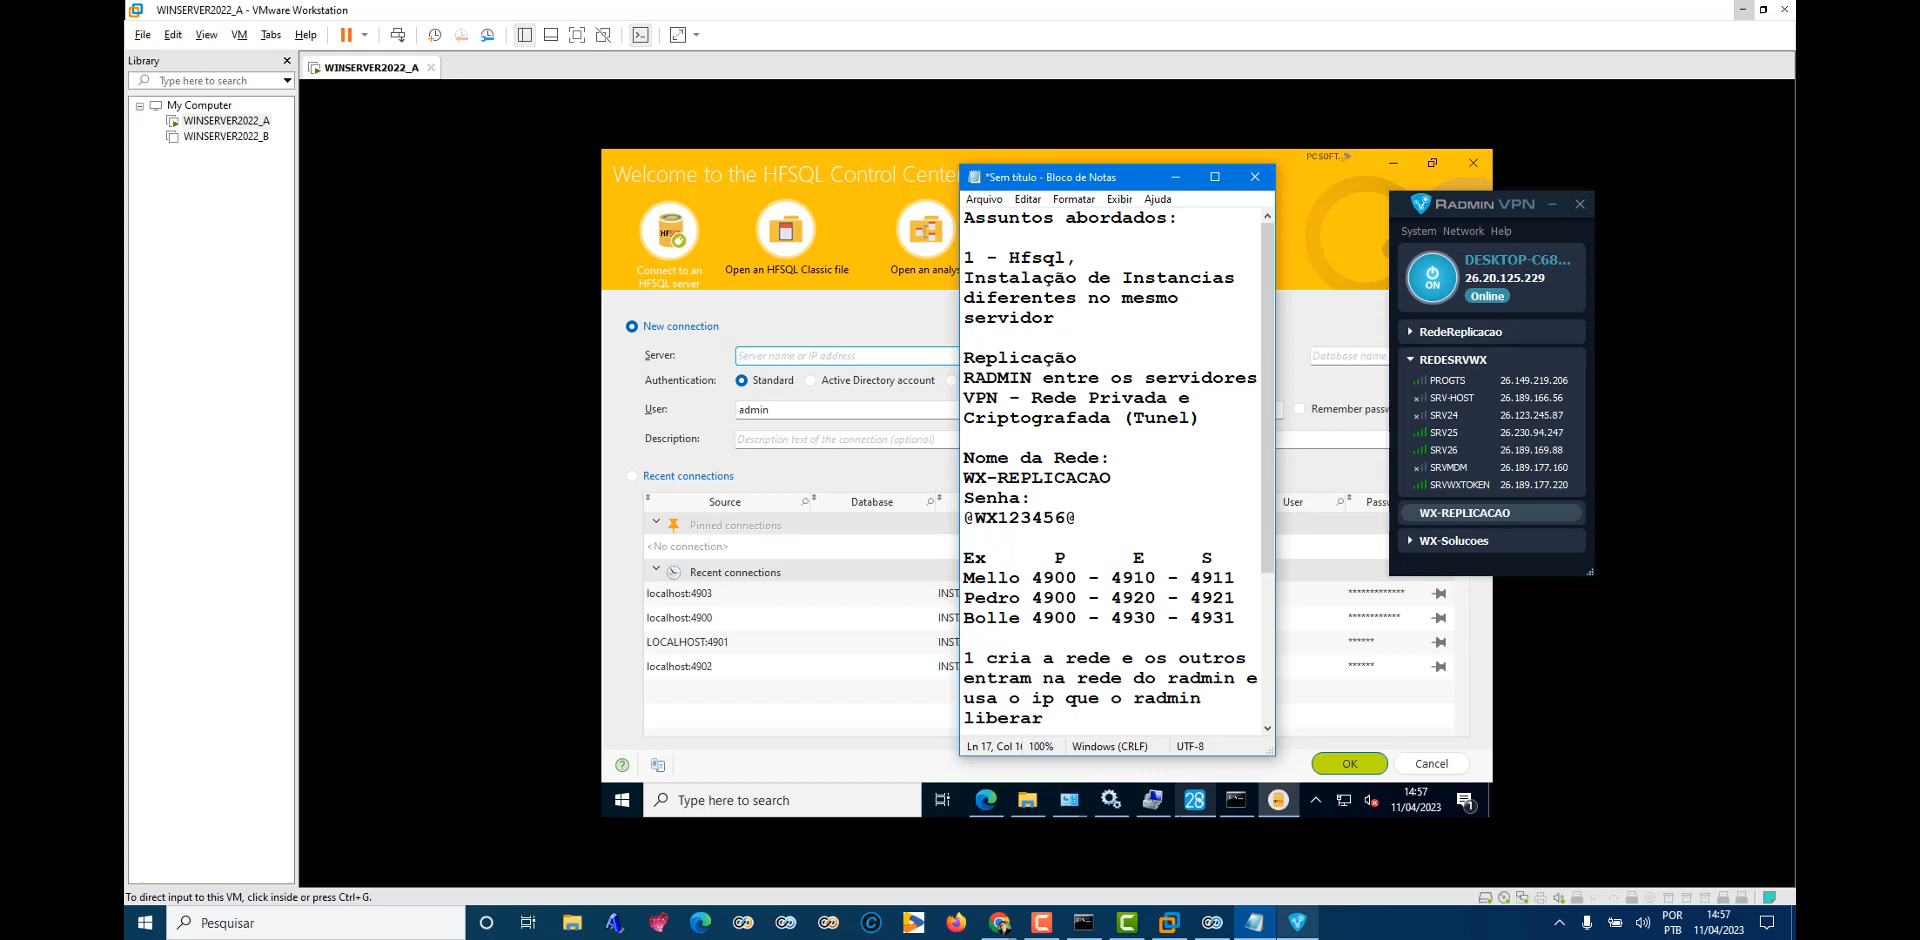 WINSERVER2022_A - VMware Workstation
File Edit View VM Tabs Help
Library
WINSERVER2022_A
Type here to search
My Computer
WINSERVER2022_A
WINSERVER2022_B
Welcome to the HFSQL Control Cente
PC SOFT
Connect to an
HFSQL server
Open an HFSQL Classic file
Open an analys
New connection
Server:
Server name or IP address
Database name
Authentication:
Standard
Active Directory account
User:
admin
Remember passw
Description:
Description text of the connection (optional)
Recent connections
Source
Database
User
Passw
Pinned connections
<No connection>
Recent connections
localhost:4903
INST
*************
localhost:4900
INST
************
LOCALHOST:4901
INST
******
localhost:4902
INST
******
OK
Cancel
*Sem título - Bloco de Notas
Arquivo Editar Formatar Exibir Ajuda
Assuntos abordados:
1 - Hfsql,
Instalação de Instancias
diferentes no mesmo
servidor
Replicação
RADMIN entre os servidores
VPN - Rede Privada e
Criptografada (Tunel)
Nome da Rede:
WX-REPLICACAO
Senha:
@WX123456@
Ex P E S
Mello 4900 - 4910 - 4911
Pedro 4900 - 4920 - 4921
Bolle 4900 - 4930 - 4931
1 cria a rede e os outros
entram na rede do radmin e
usa o ip que o radmin
liberar
Ln 17, Col 1
100%
Windows (CRLF)
UTF-8
RADMIN VPN
System Network Help
ON
DESKTOP-C68...
26.20.125.229
Online
RedeReplicacao
REDESRVWX
PROGTS 26.149.219.206
SRV-HOST 26.189.166.56
SRV24 26.123.245.87
SRV25 26.230.94.247
SRV26 26.189.169.88
SRVMDM 26.189.177.160
SRVWXTOKEN 26.189.177.220
WX-REPLICACAO
WX-Solucoes
Type here to search
28
14:57
11/04/2023
1
To direct input to this VM, click inside or press Ctrl+G.
Pesquisar
POR
PTB
14:57
11/04/2023